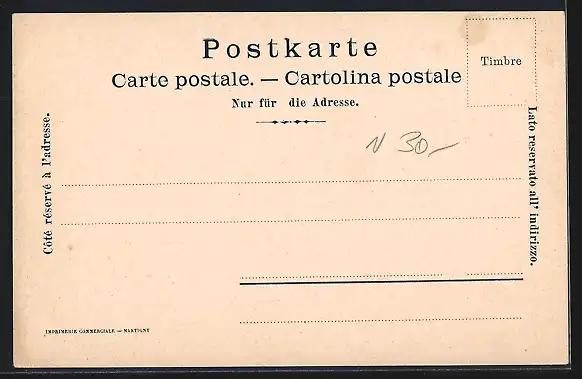 Postkarte
Carte postale. — Cartolina postale
Nur für die Adresse.
Timbre
N 30,-
Côté réservé à l'adresse.
Lato reservato all' indirizzo.
IMPRIMERIE COMMERCIALE — MARTIGNY